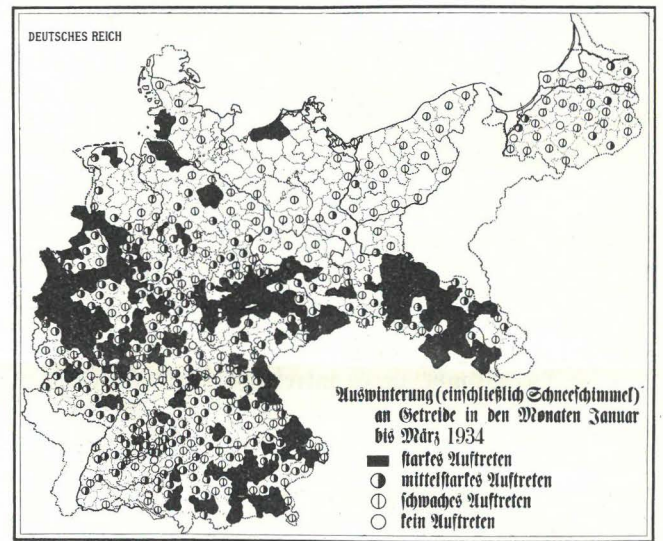 DEUTSCHES REICH
Auswinterung (einschließlich Schneeschimmel)
an Getreide in den Monaten Januar
bis März 1934
starkes Auftreten
mittelstarkes Auftreten
schwaches Auftreten
kein Auftreten